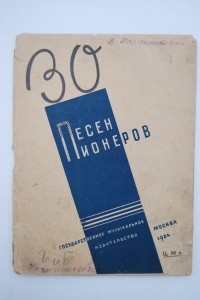 30
ПЕСЕН
ПИОНЕРОВ
ГОСУДАРСТВЕННОЕ МУЗЫКАЛЬНОЕ
ИЗДАТЕЛЬСТВО
МОСКВА
1934